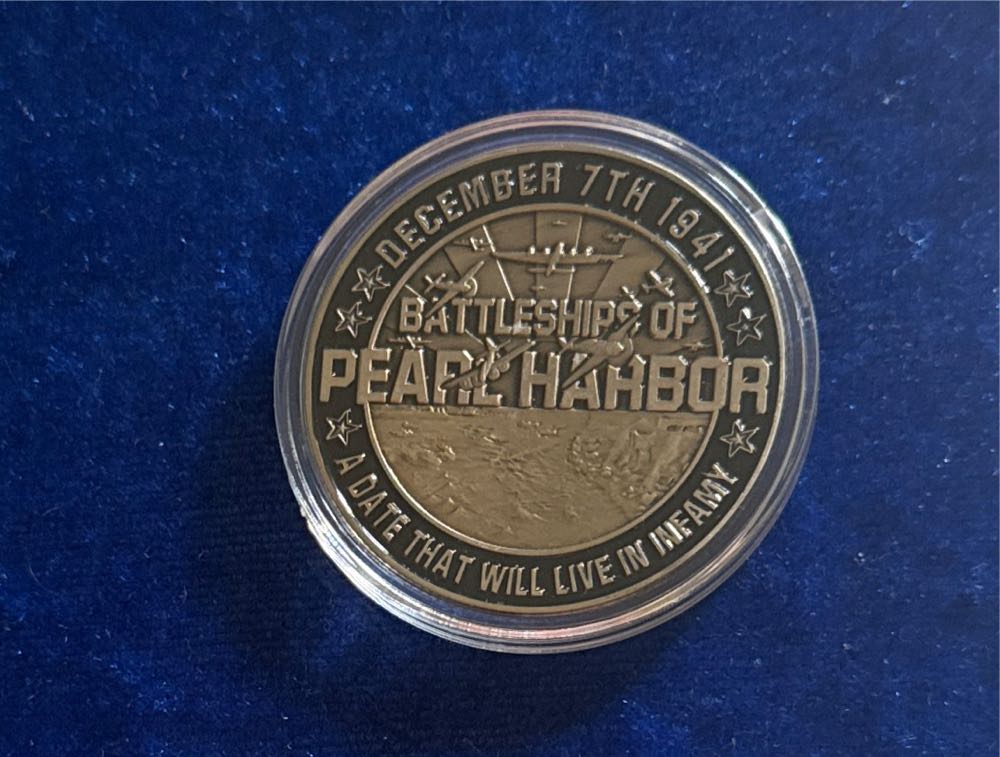 DECEMBER 7TH 1941
BATTLESHIPS OF
PEARL HARBOR
A DATE THAT WILL LIVE IN INFAMY